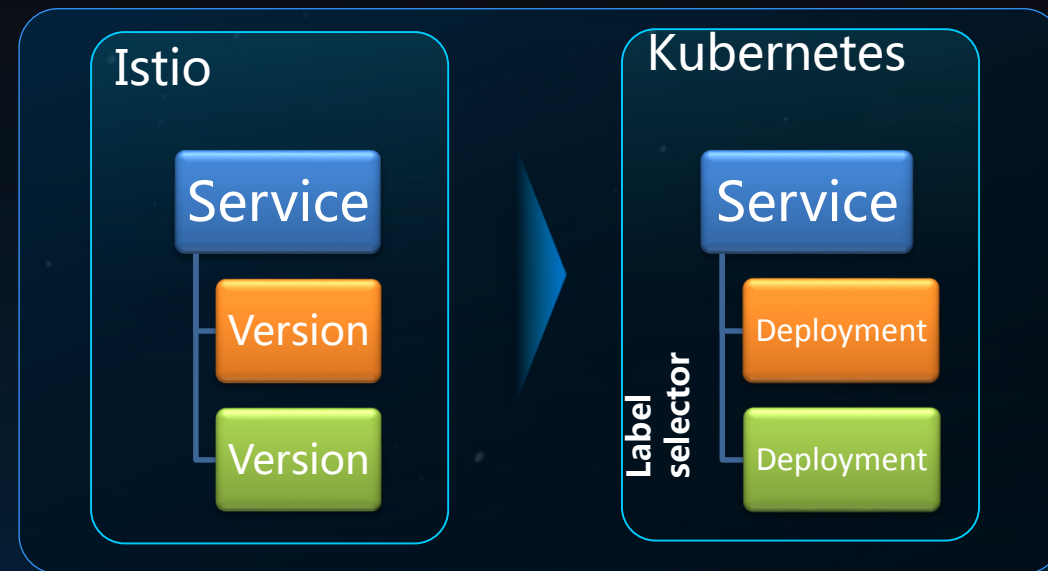 Istio
Service
Version
Version
Kubernetes
Service
Label
selector
Deployment
Deployment